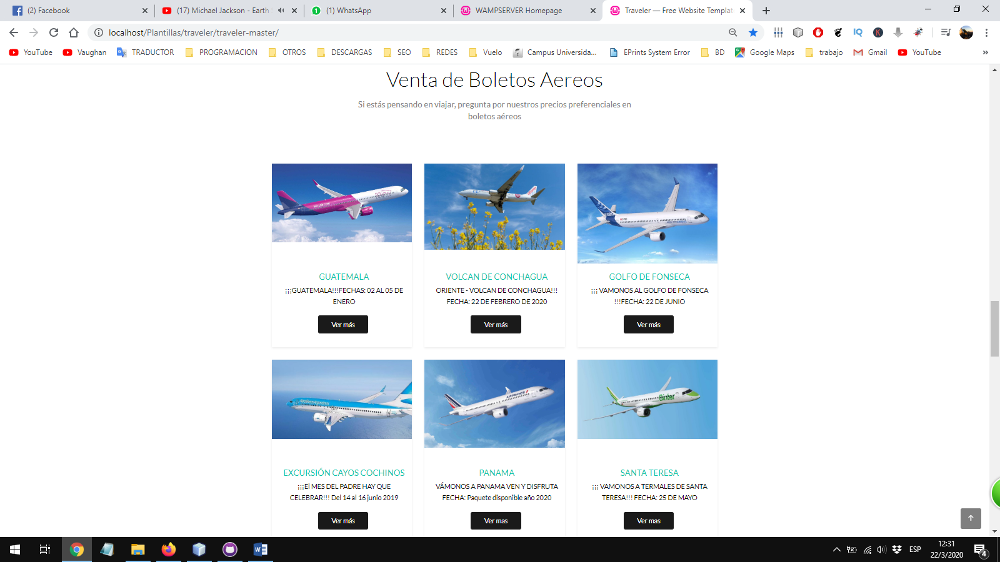 (2) Facebook
(17) Michael Jackson - Earth
(1) WhatsApp
WAMPSERVER Homepage
Traveler — Free Website Templat
localhost/Plantillas/traveler/traveler-master/
YouTube
Vaughan
TRADUCTOR
PROGRAMACION
OTROS
DESCARGAS
SEO
REDES
Vuelo
Campus Universida...
EPrints System Error
BD
Google Maps
trabajo
Gmail
YouTube
»
Venta de Boletos Aereos
Si estás pensando en viajar, pregunta por nuestros precios preferenciales en
boletos aéreos
GUATEMALA
¡¡¡GUATEMALA!!!FECHAS: 02 AL 05 DE
ENERO
Ver más
VOLCAN DE CONCHAGUA
ORIENTE - VOLCAN DE CONCHAGUA!!!
FECHA: 22 DE FEBRERO DE 2020
Ver más
GOLFO DE FONSECA
¡¡¡ VAMONOS AL GOLFO DE FONSECA
!!!FECHA: 22 DE JUNIO
Ver más
EXCURSIÓN CAYOS COCHINOS
¡¡¡El MES DEL PADRE HAY QUE
CELEBRAR!!! Del 14 al 16 junio 2019
Ver más
AIRFRANCE
PANAMA
VÁMONOS A PANAMA VEN Y DISFRUTA
FECHA: Paquete disponible año 2020
Ver mas
Binter
SANTA TERESA
¡¡¡ VAMONOS A TERMALES DE SANTA
TERESA!!! FECHA: 25 DE MAYO
Ver mas
ESP
12:31
22/3/2020
4